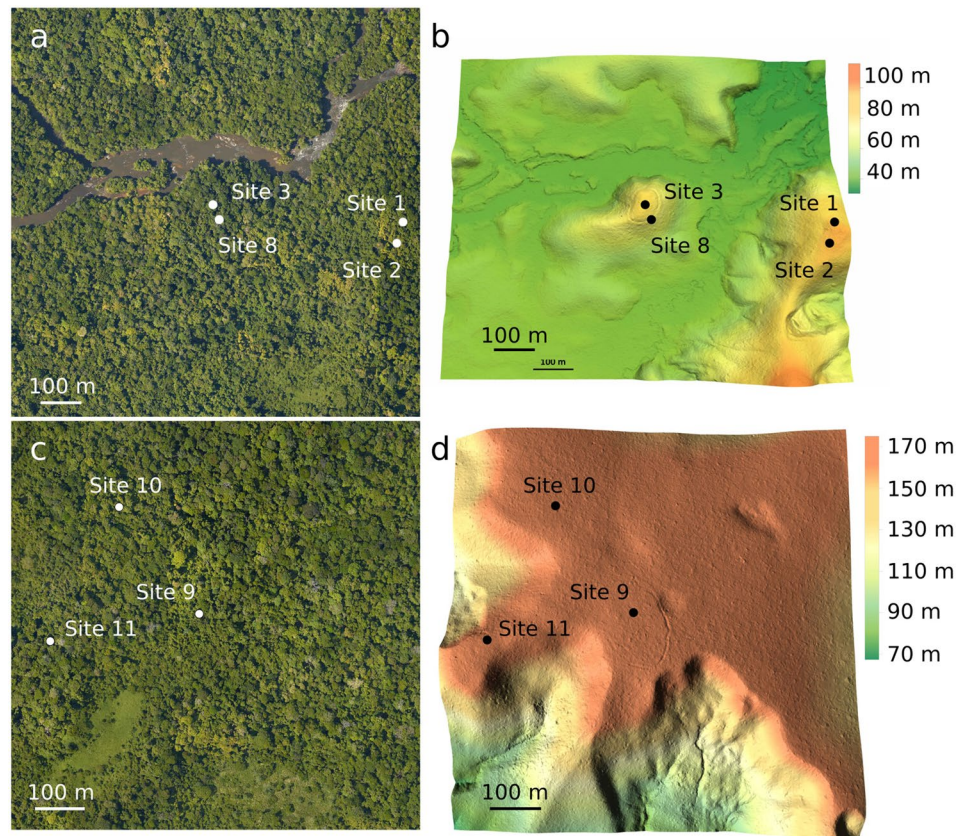 a
Site 3
Site 1
Site 8
Site 2
100 m
b
100 m
80 m
60 m
40 m
Site 3
Site 1
Site 8
Site 2
100 m
100 m
c
Site 10
Site 9
Site 11
100 m
d
170 m
150 m
130 m
110 m
90 m
70 m
Site 10
Site 9
Site 11
100 m